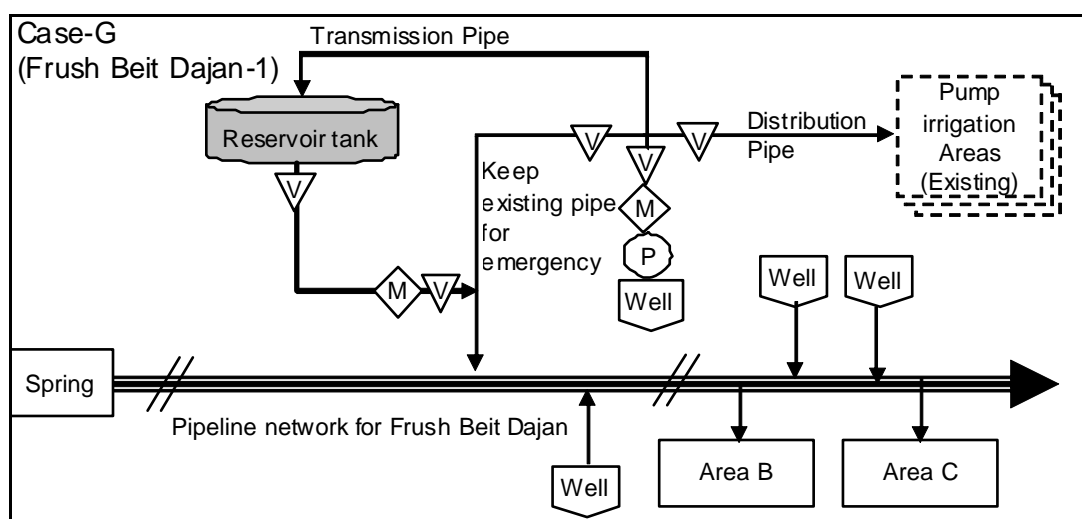 Case-G
(Frush Beit Dajan-1)
Transmission Pipe
Reservoir tank
V
V
V
Distribution
Pipe
Pump
irrigation
Areas
(Existing)
V
V
Keep
existing pipe
for
emergency
M
P
Well
M
V
Well
Well
Spring
Pipeline network for Frush Beit Dajan
Well
Area B
Area C